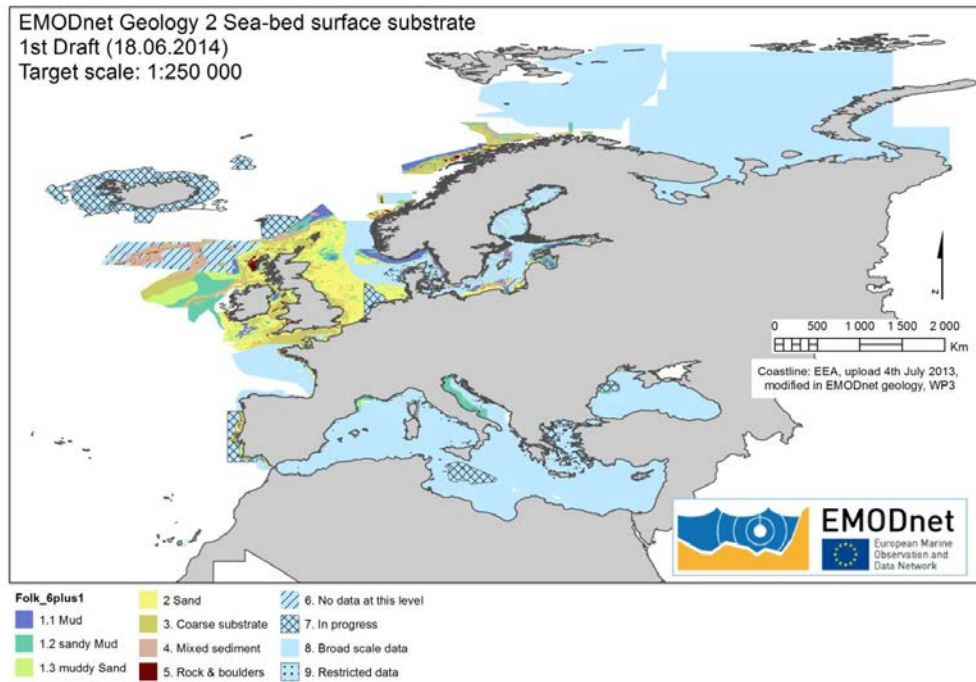 EMODnet Geology 2 Sea-bed surface substrate
1st Draft (18.06.2014)
Target scale: 1:250 000
N
0 500 1 000 1 500 2 000
Km
Coastline: EEA, upload 4th July 2013,
modified in EMODnet geology, WP3
EMODnet
European Marine
Observation and
Data Network
Folk_6plus1
1.1 Mud
1.2 sandy Mud
1.3 muddy Sand
2 Sand
3. Coarse substrate
4. Mixed sediment
5. Rock & boulders
6. No data at this level
7. In progress
8. Broad scale data
9. Restricted data